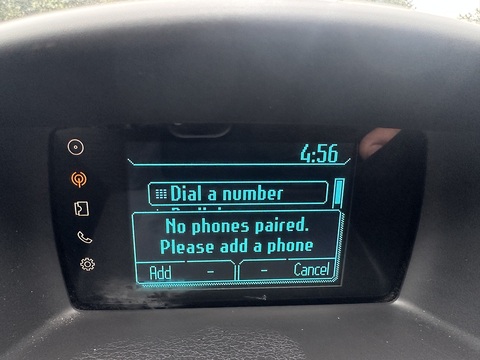 4:56
Dial a number
No phones paired.
Please add a phone
Add - - Cancel